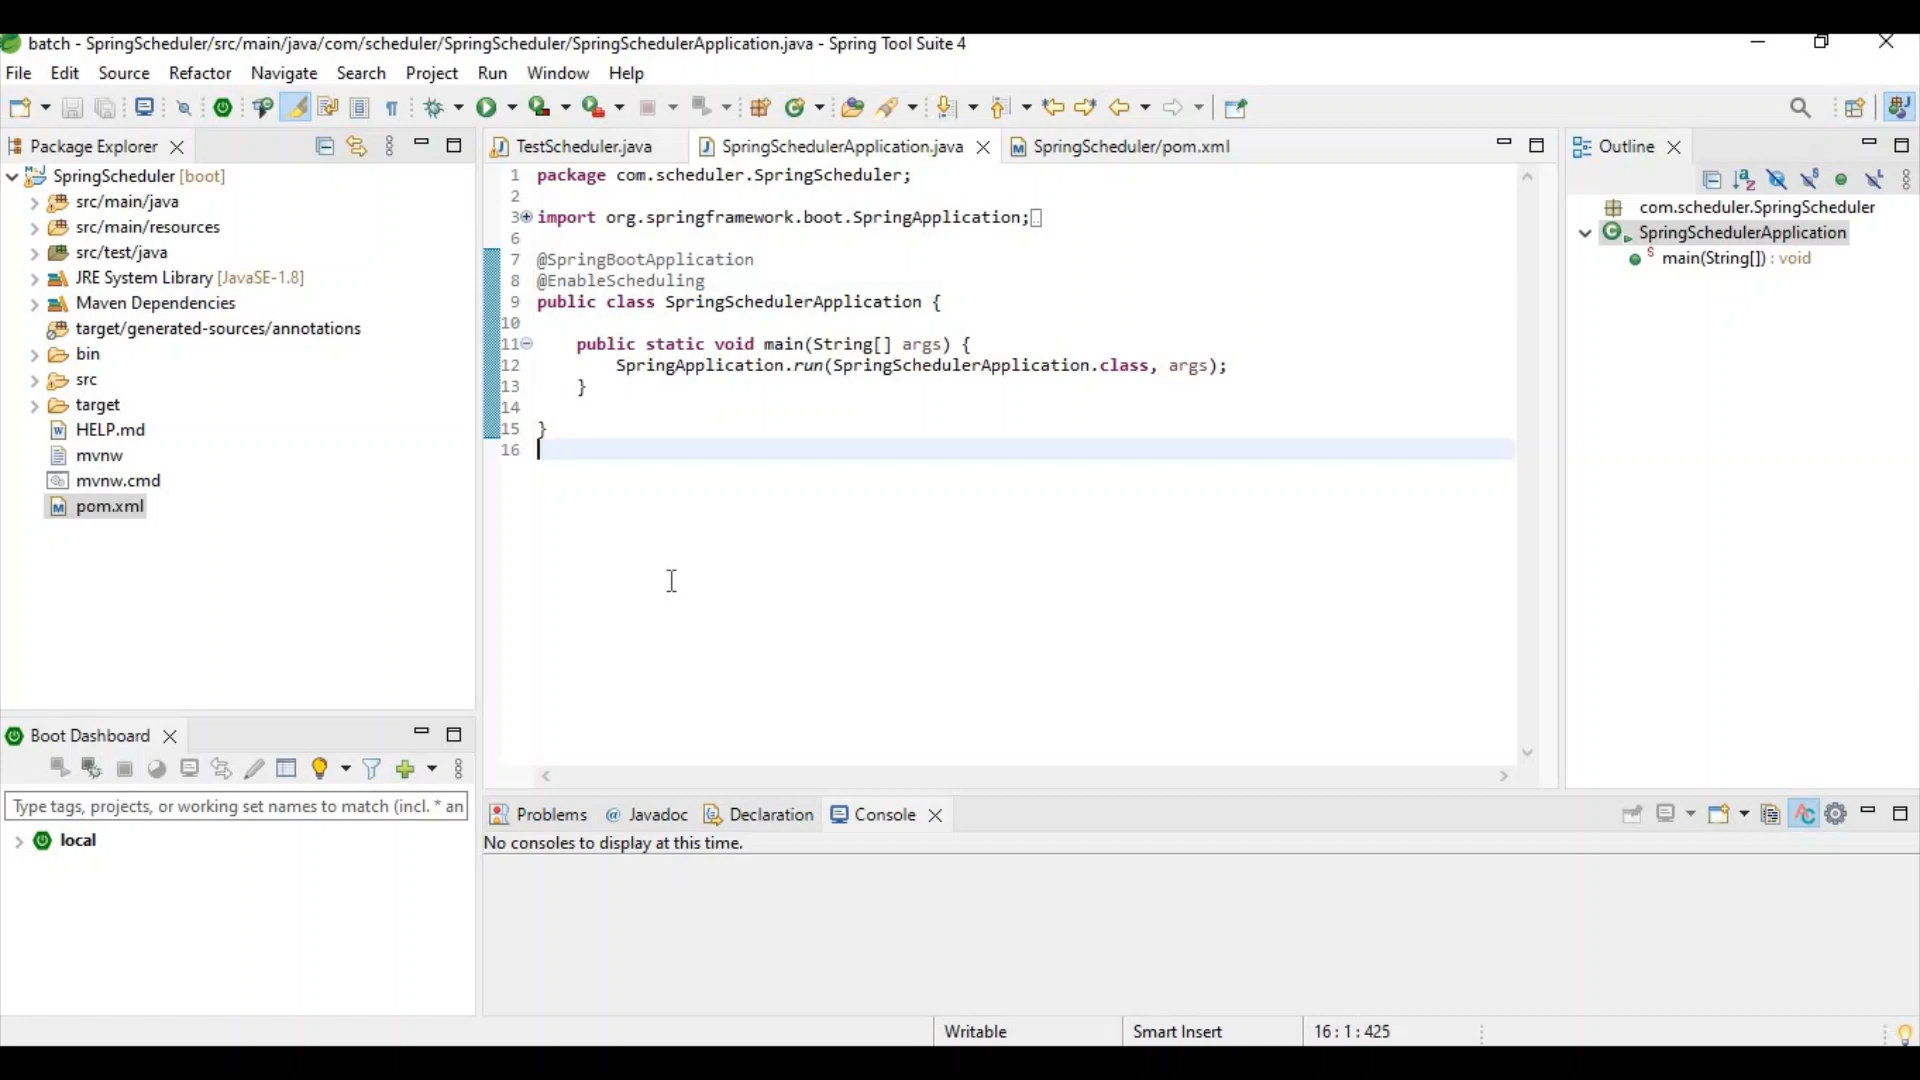 batch - SpringScheduler/src/main/java/com/scheduler/SpringScheduler/SpringSchedulerApplication.java - Spring Tool Suite 4
File Edit Source Refactor Navigate Search Project Run Window Help
Package Explorer
SpringScheduler [boot]
src/main/java
src/main/resources
src/test/java
JRE System Library [JavaSE-1.8]
Maven Dependencies
target/generated-sources/annotations
bin
src
target
HELP.md
mvnw
mvnw.cmd
pom.xml
TestScheduler.java SpringSchedulerApplication.java SpringScheduler/pom.xml
1 package com.scheduler.SpringScheduler;
2
3 import org.springframework.boot.SpringApplication;
6
7 @SpringBootApplication
8 @EnableScheduling
9 public class SpringSchedulerApplication {
10
11 public static void main(String[] args) {
12 SpringApplication.run(SpringSchedulerApplication.class, args);
13 }
14
15 }
16
Outline
com.scheduler.SpringScheduler
SpringSchedulerApplication
main(String[]) : void
Boot Dashboard
Type tags, projects, or working set names to match (incl. * an
local
Problems @ Javadoc Declaration Console
No consoles to display at this time.
Writable Smart Insert 16 : 1 : 425